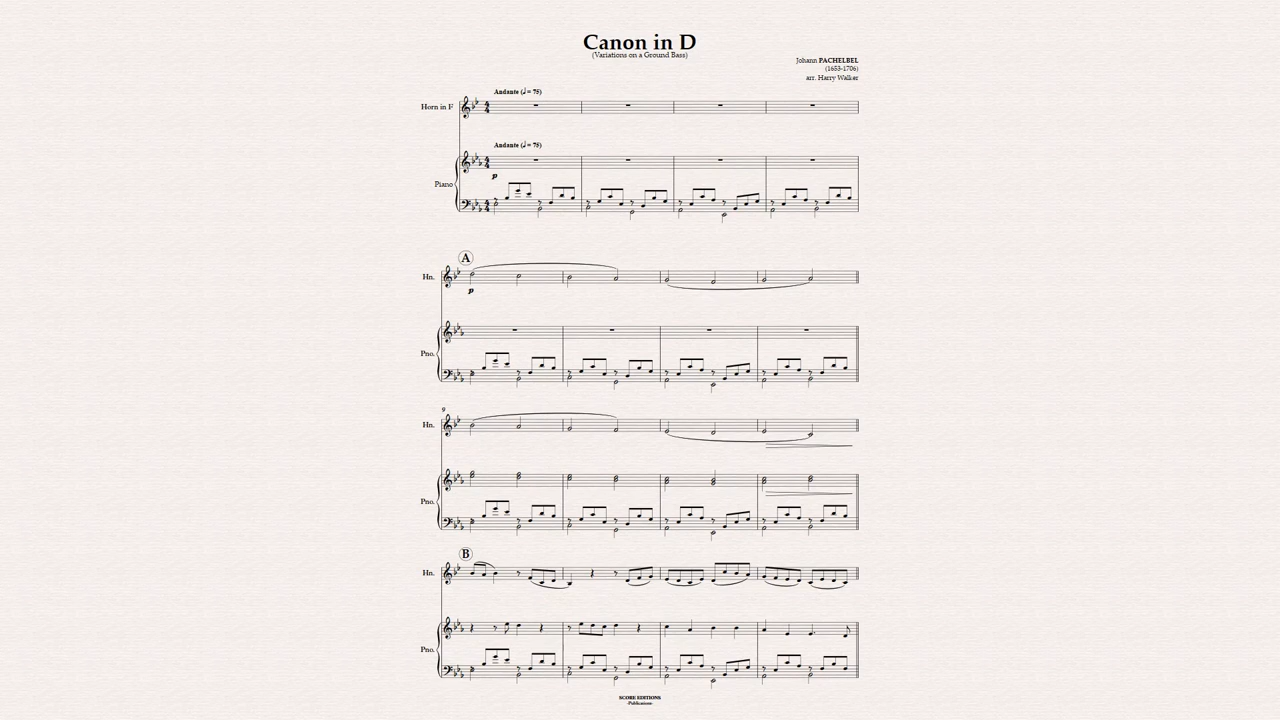 Canon in D
(Variations on a Ground Bass)
Johann PACHELBEL
(1653-1706)
arr. Harry Walker
Andante (♩ = 75)
Horn in F
Andante (♩ = 75)
p
Piano
A
Hn.
p
Pno.
9
Hn.
Pno.
B
Hn.
Pno.
SCORE EDITIONS
-Publications-